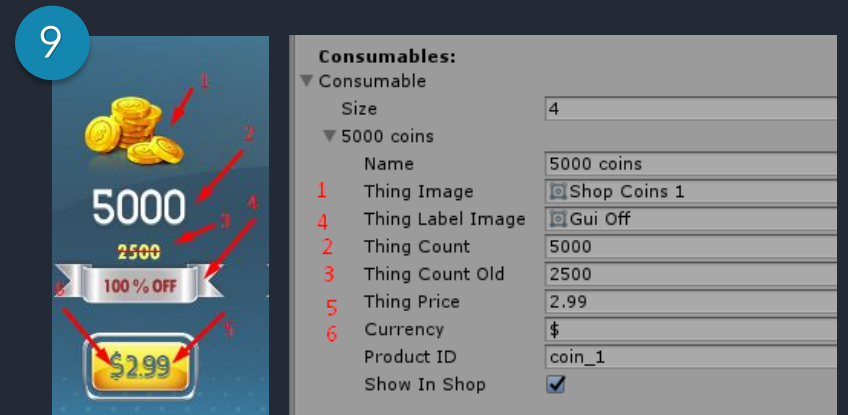 9
1
2
5000
4
3
2500
100 % OFF
6
5
$2.99
Consumables:
Consumable
Size 4
5000 coins
Name 5000 coins
1 Thing Image Shop Coins 1
4 Thing Label Image Gui Off
2 Thing Count 5000
3 Thing Count Old 2500
5 Thing Price 2.99
6 Currency $
Product ID coin_1
Show In Shop